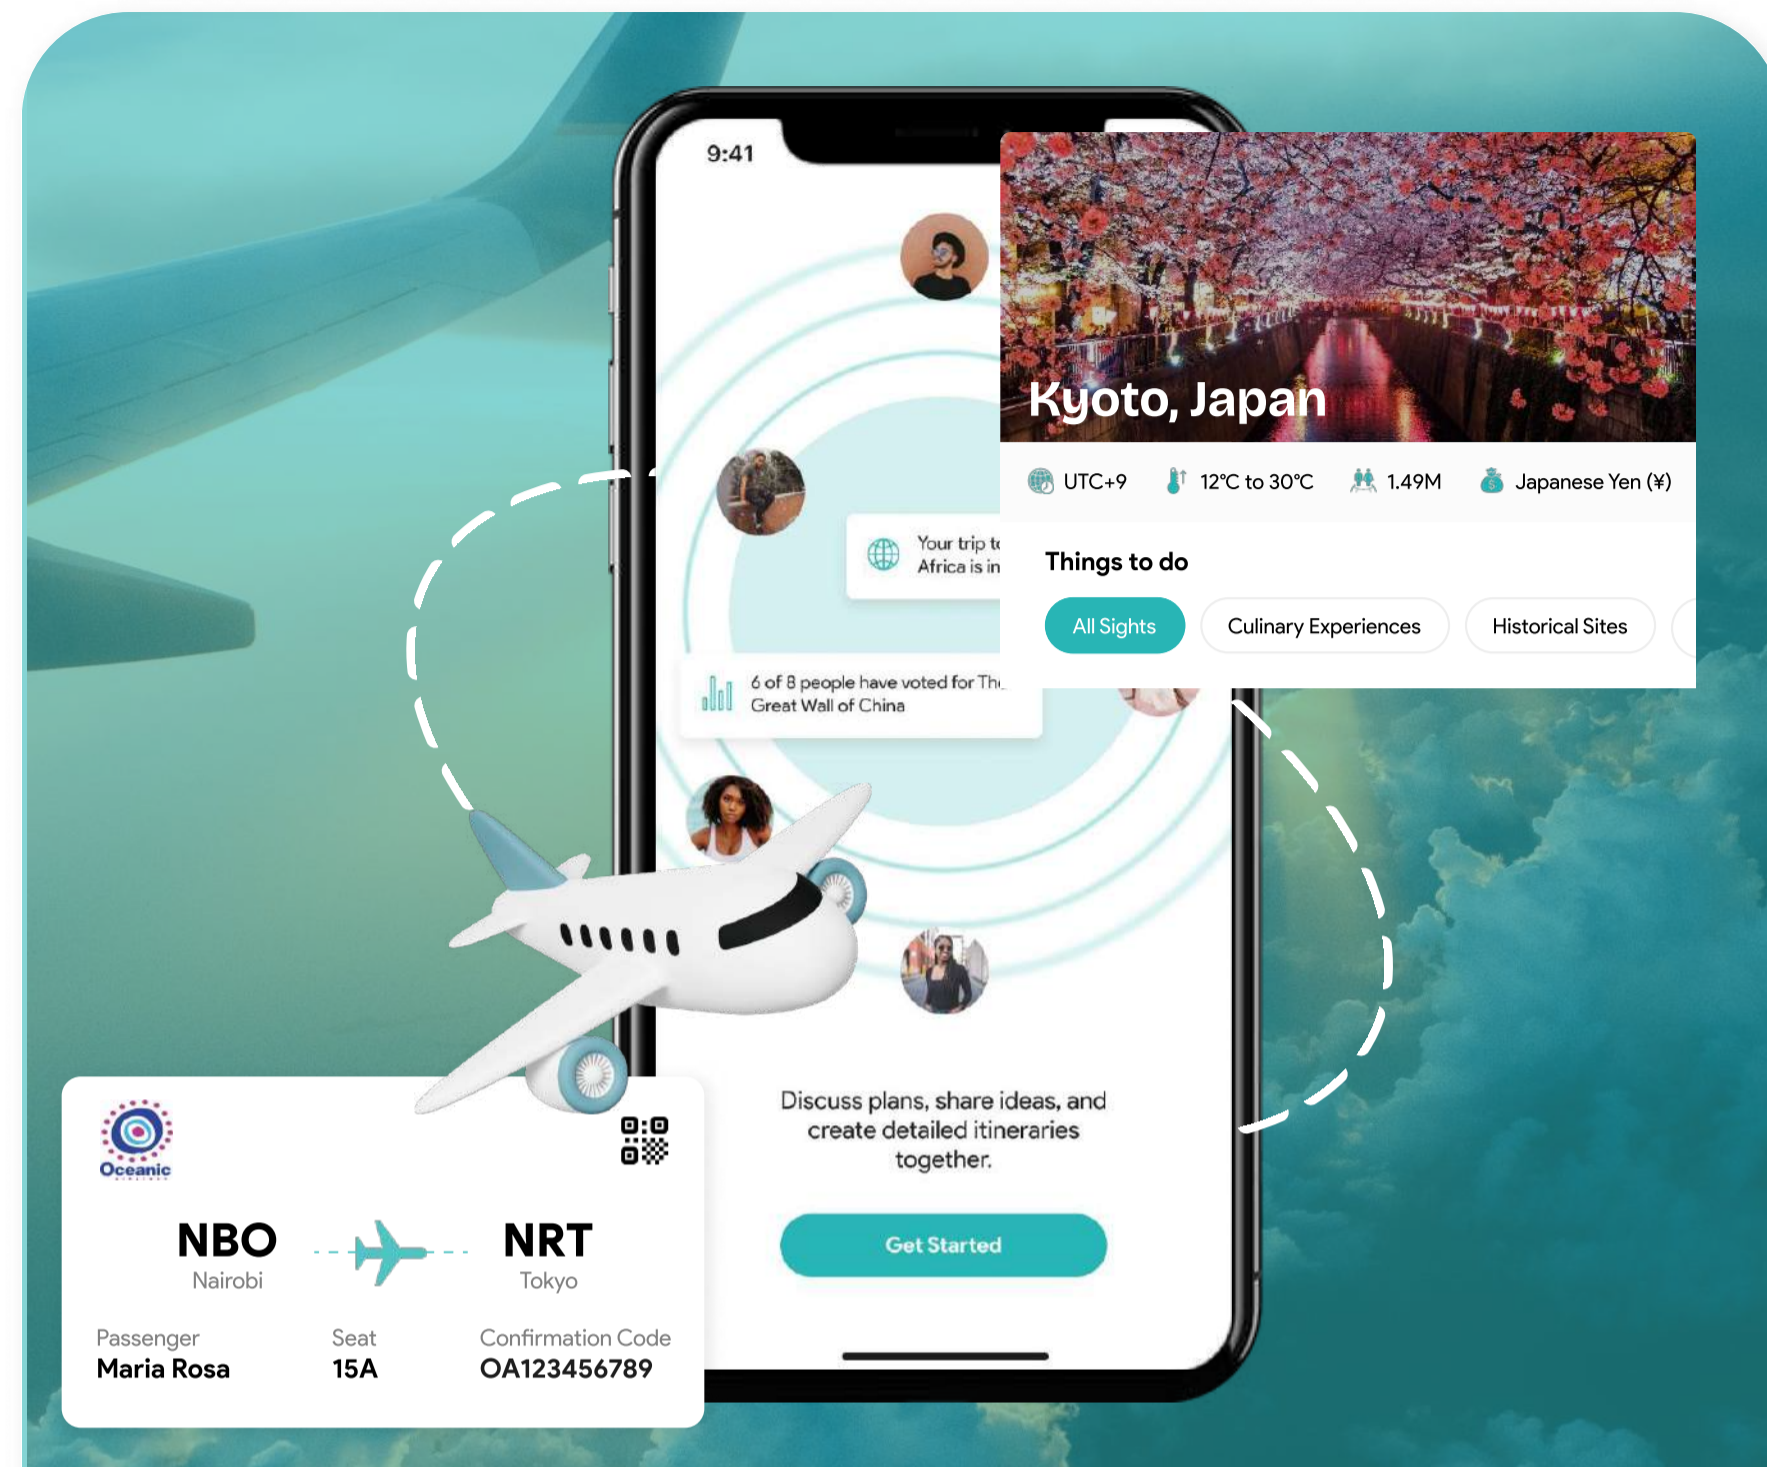 9:41
Kyoto, Japan
UTC+9
12°C to 30°C
1.49M
Japanese Yen (¥)
Things to do
All Sights
Culinary Experiences
Historical Sites
Your trip
Africa is in
6 of 8 people have voted for
Great Wall of China
Discuss plans, share ideas, and
create detailed itineraries
together.
Get Started
Oceanic
NBO
NRT
Nairobi
Tokyo
Passenger
Seat
Confirmation Code
Maria Rosa
15A
OA123456789